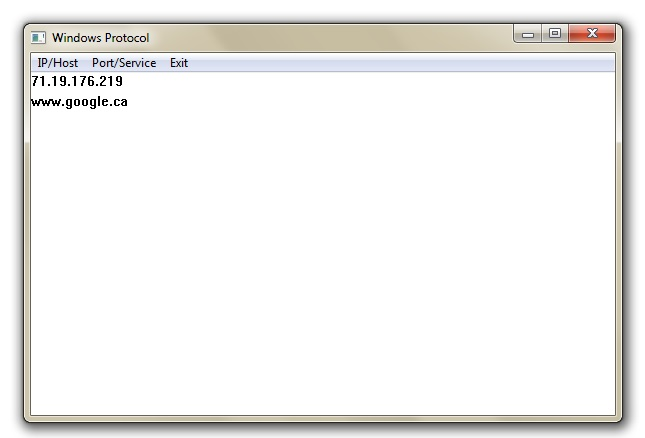 Windows Protocol
IP/Host Port/Service Exit
71.19.176.219
www.google.ca